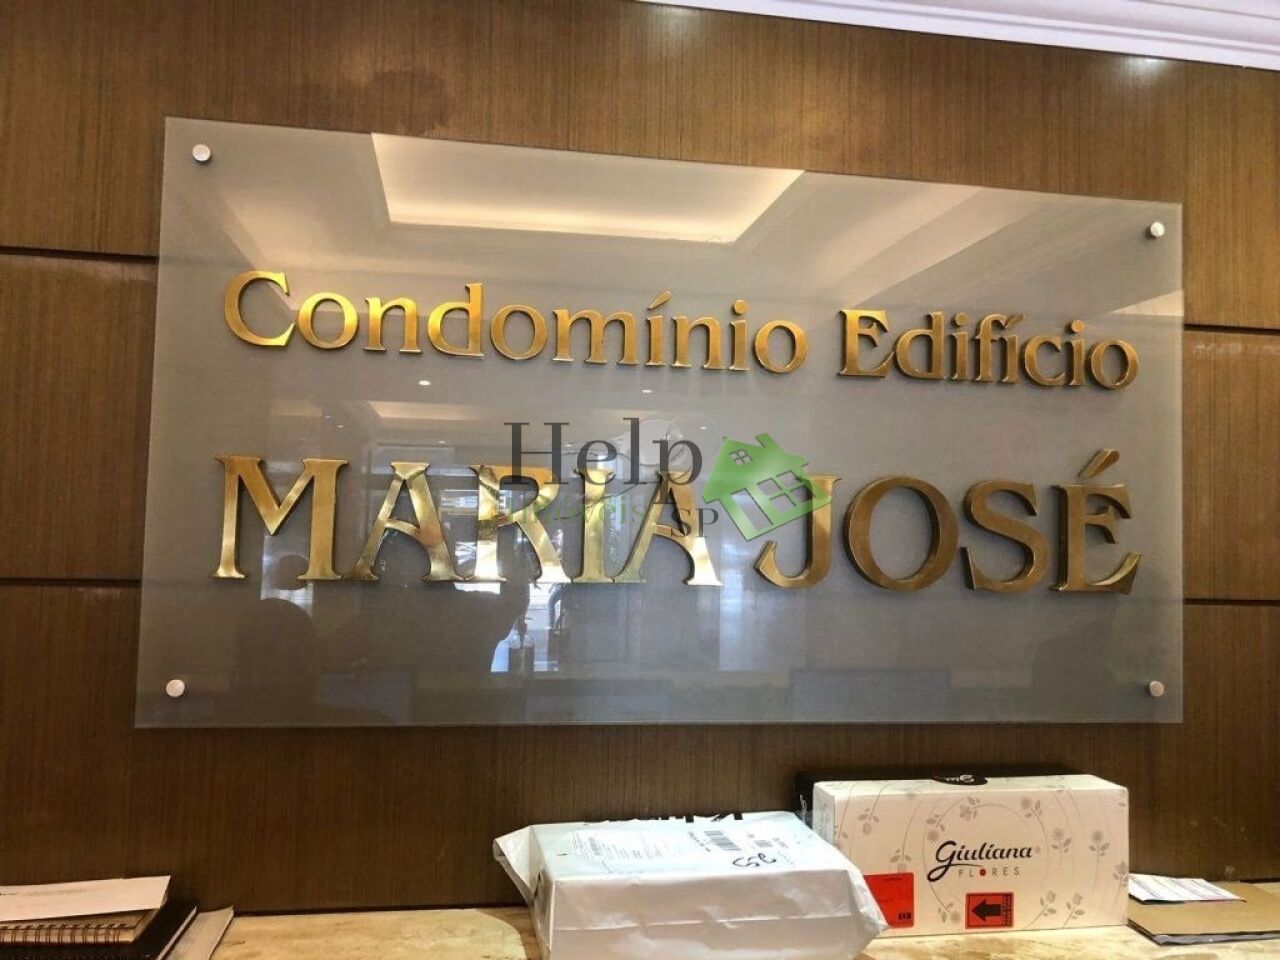 Condomínio Edifício
MARIA JOSÉ
Help
imóveis SP
Giuliana
FLORES